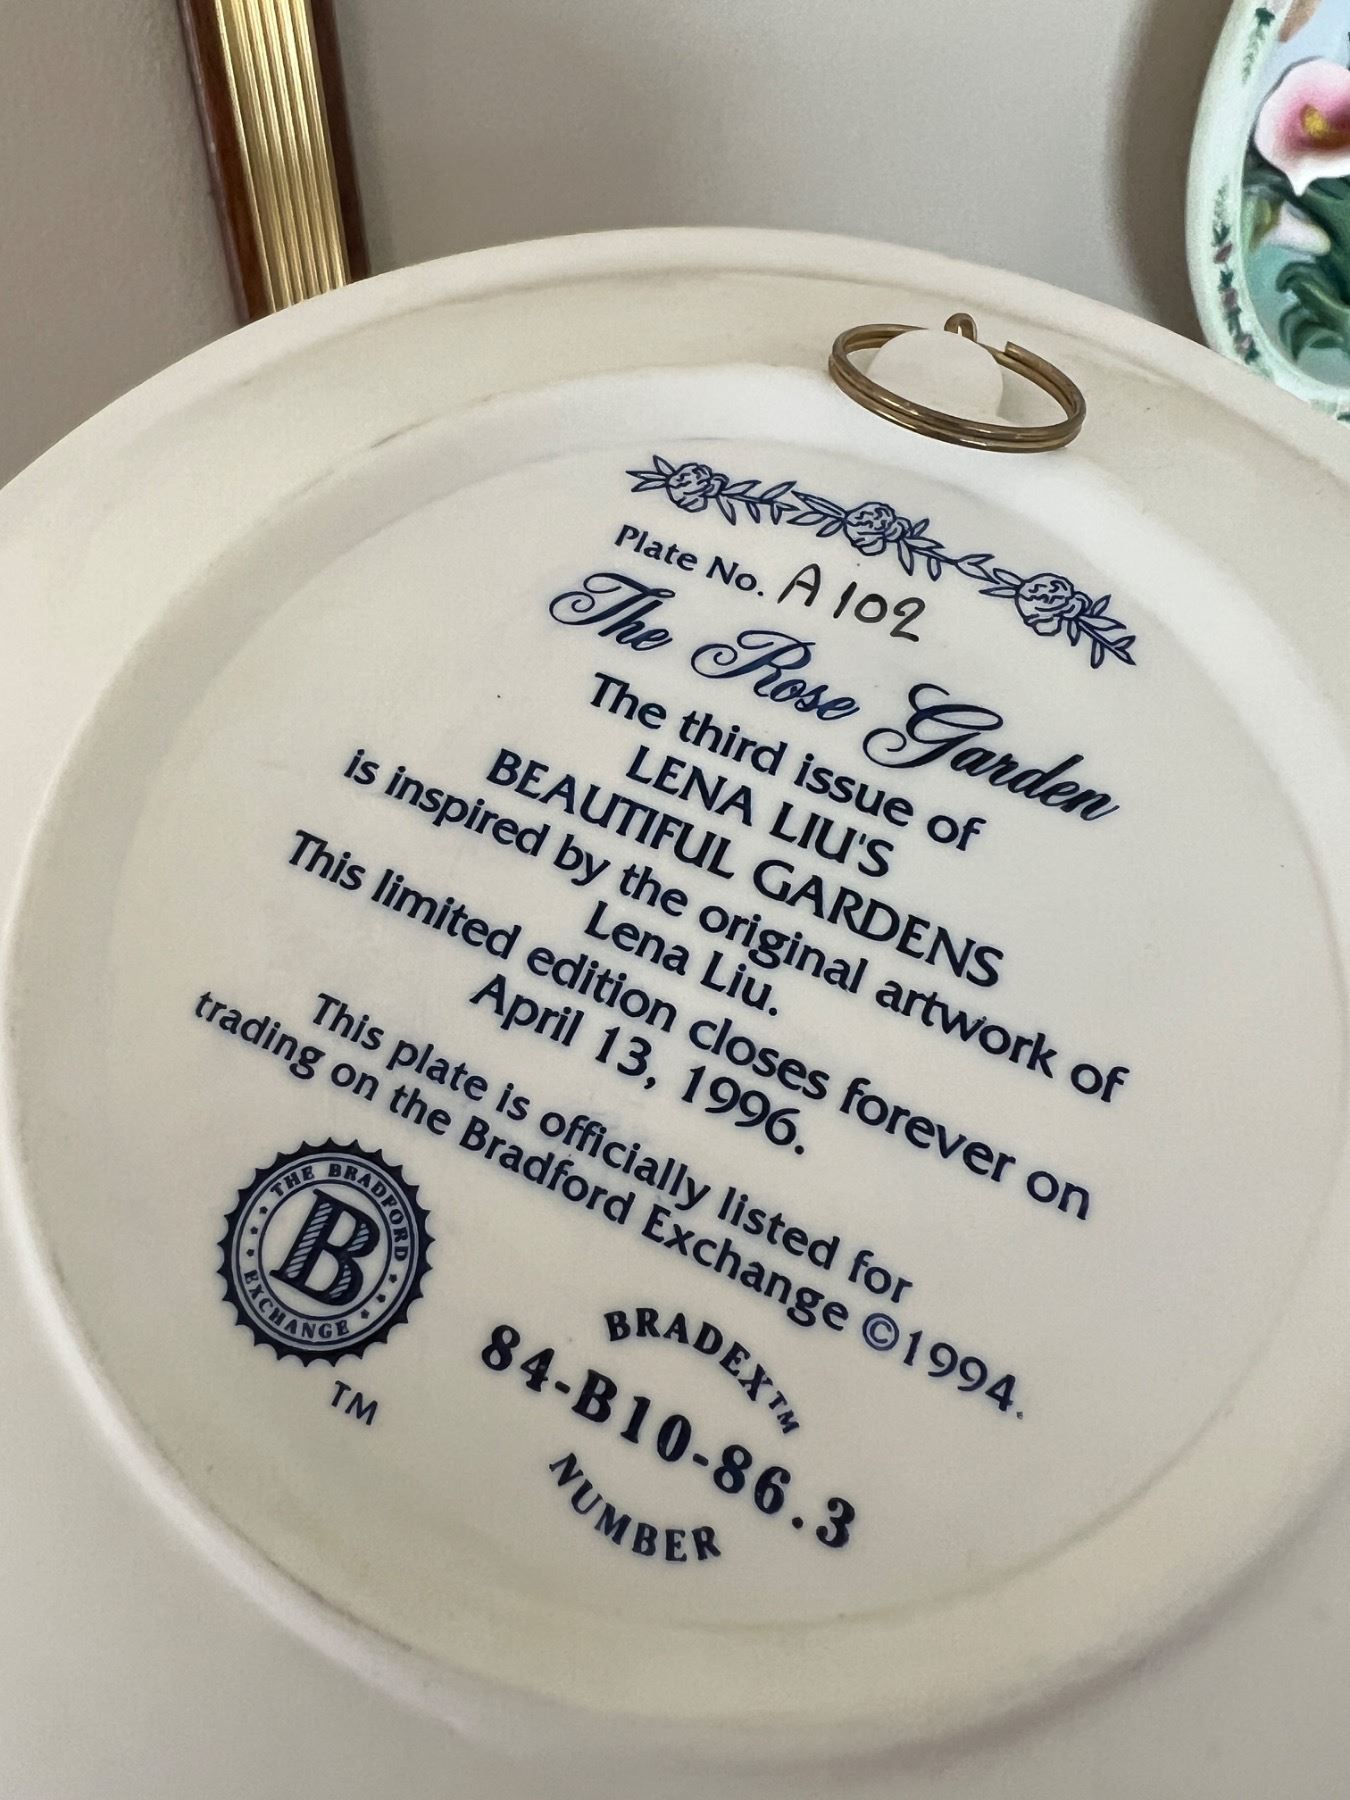 Plate No. A 102
The Rose Garden
The third issue of
LENA LIU'S
BEAUTIFUL GARDENS
is inspired by the original artwork of
Lena Liu.
This limited edition closes forever on
April 13, 1996.
This plate is officially listed for
trading on the Bradford Exchange ©1994.
THE BRADFORD
B
EXCHANGE
TM
BRADEX™
84-B10-86.3
NUMBER